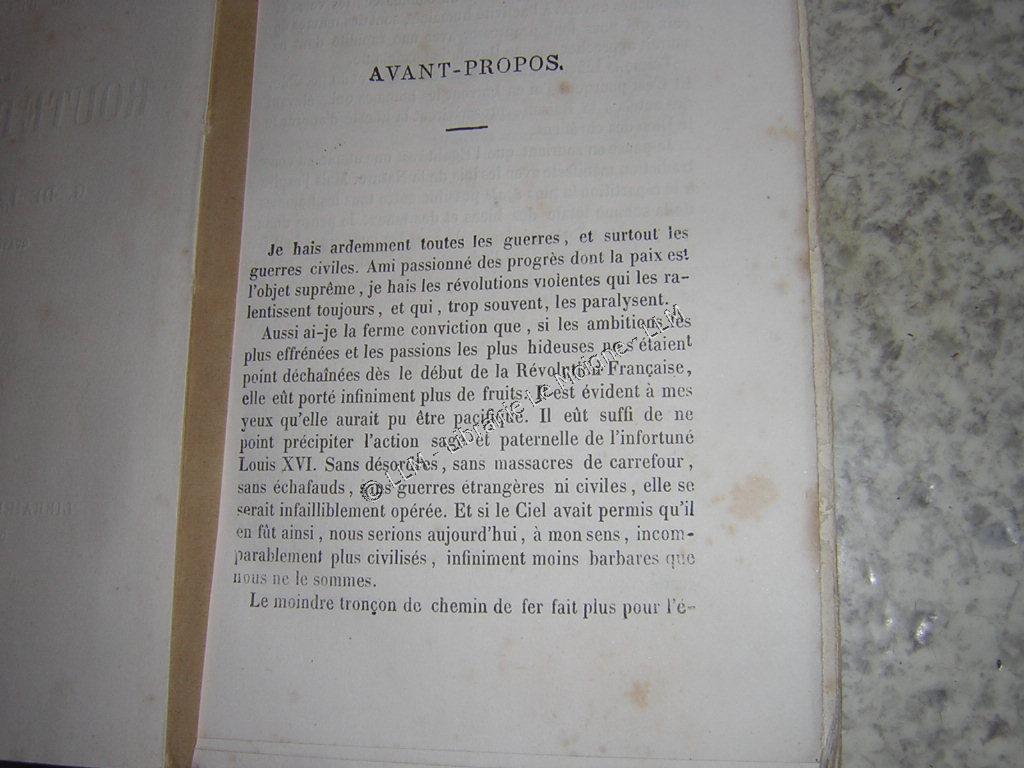 AVANT-PROPOS.
Je hais ardemment toutes les guerres, et surtout les
guerres civiles. Ami passionné des progrès dont la paix est
l'objet suprême, je hais les révolutions violentes qui les ra-
lentissent toujours, et qui, trop souvent, les paralysent.
Aussi ai-je la ferme conviction que, si les ambitions les
plus effrénées et les passions les plus hideuses ne s'étaient
point déchaînées dès le début de la Révolution Française,
elle eût porté infiniment plus de fruits. Il est évident à mes
yeux qu'elle aurait pu être pacifique. Il eût suffi de ne
point précipiter l'action sage et paternelle de l'infortuné
Louis XVI. Sans désordres, sans massacres de carrefour,
sans échafauds, sans guerres étrangères ni civiles, elle se
serait infailliblement opérée. Et si le Ciel avait permis qu'il
en fût ainsi, nous serions aujourd'hui, à mon sens, incom-
parablement plus civilisés, infiniment moins barbares que
nous ne le sommes.
Le moindre tronçon de chemin de fer fait plus pour l'é-
© LLM - Librairie Le Moigne - LLM